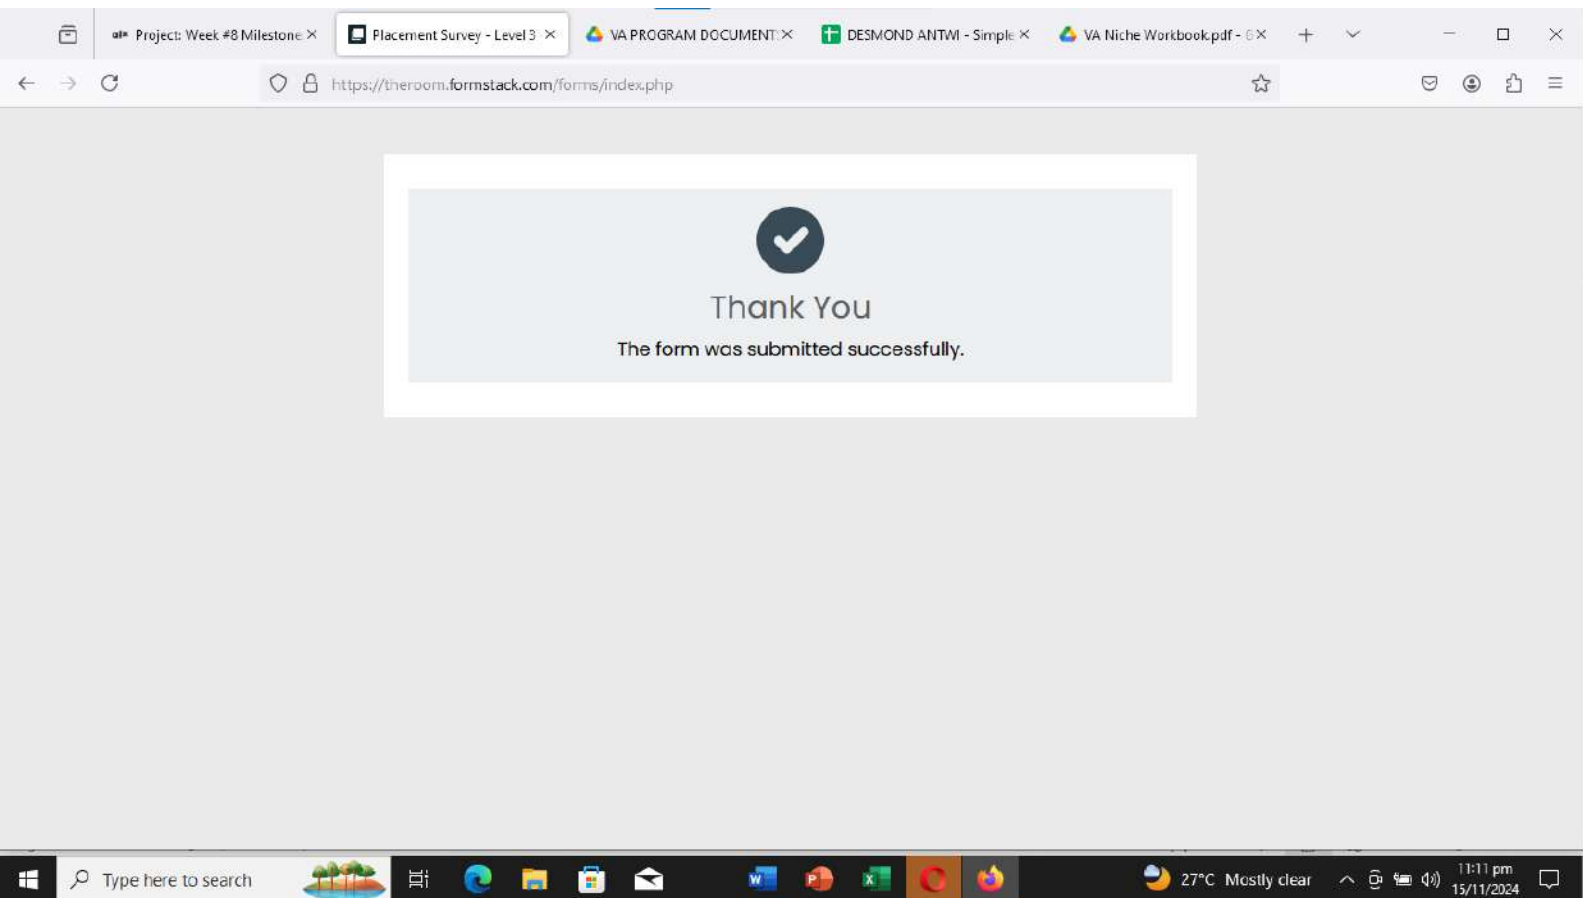 alx Project: Week #8 Milestone
Placement Survey - Level 3
VA PROGRAM DOCUMENT
DESMOND ANTWI - Simple
VA Niche Workbook.pdf -
https://theroom.formstack.com/forms/index.php
Thank You
The form was submitted successfully.
Type here to search
27°C Mostly clear
11:11 pm
15/11/2024